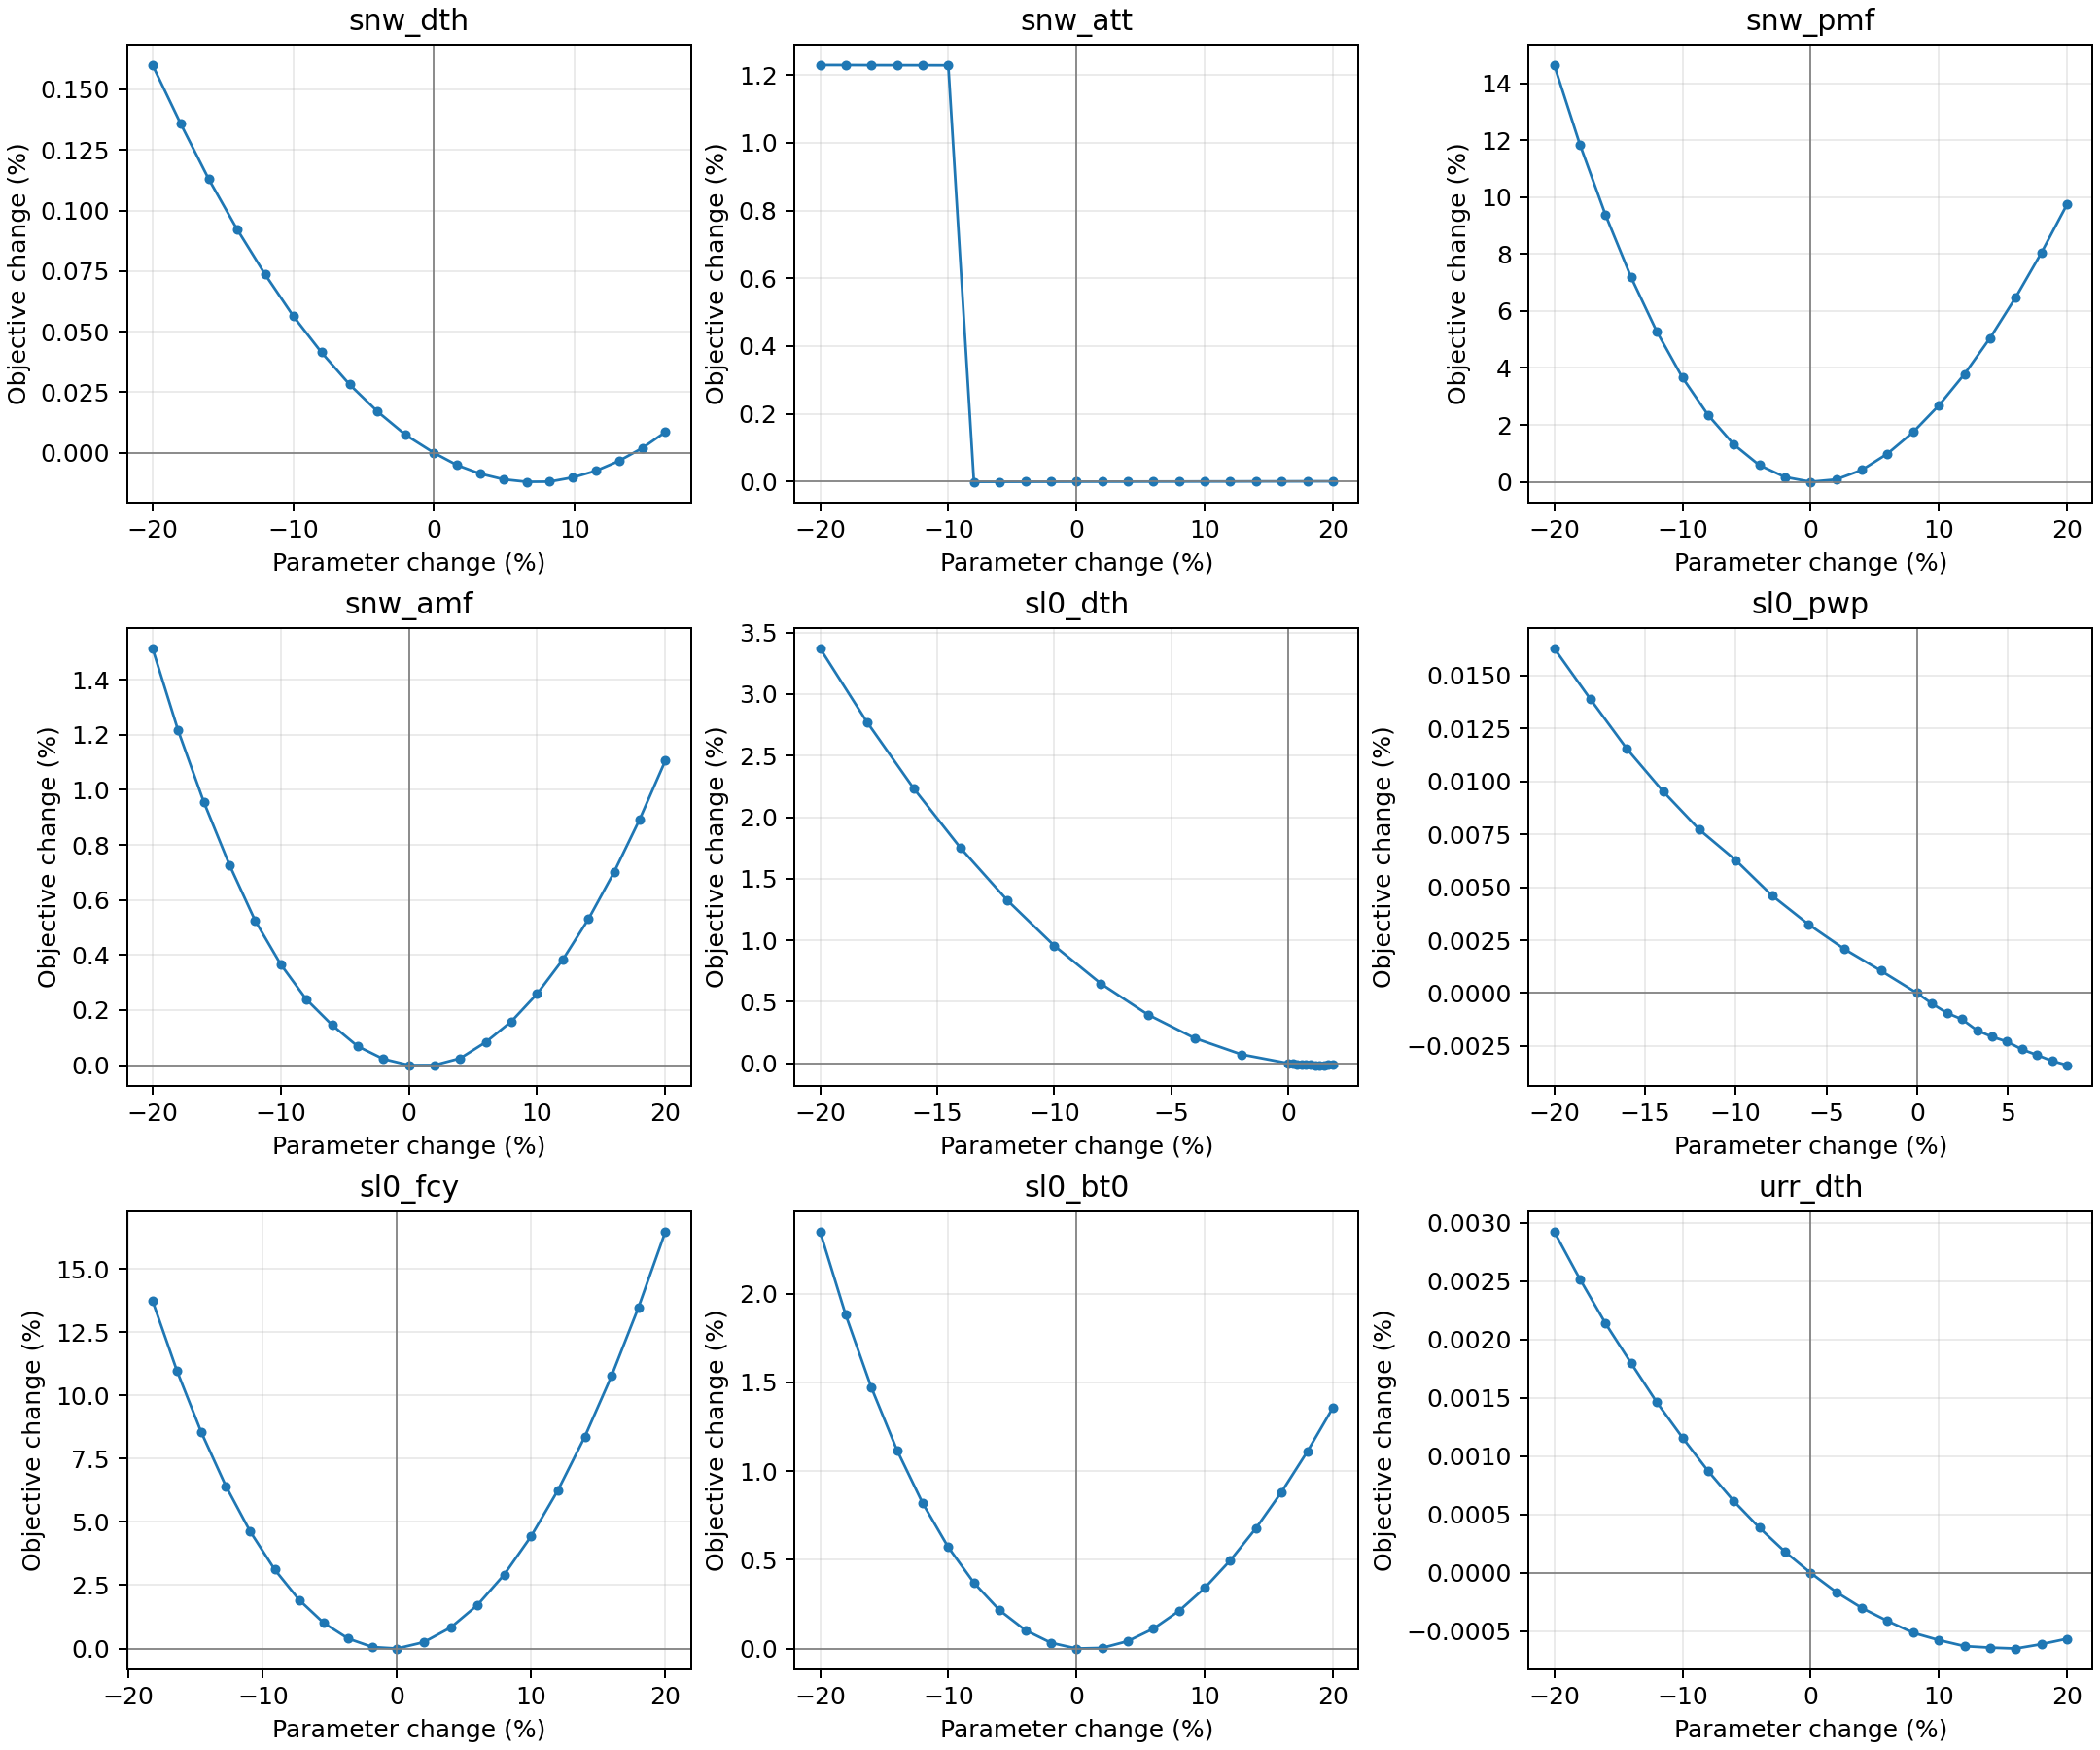 snw_dth
Objective change (%)
0.150
0.125
0.100
0.075
0.050
0.025
0.000
−20 −10 0 10
Parameter change (%)
snw_att
Objective change (%)
1.2
1.0
0.8
0.6
0.4
0.2
0.0
−20 −10 0 10 20
Parameter change (%)
snw_pmf
Objective change (%)
14
12
10
8
6
4
2
0
−20 −10 0 10 20
Parameter change (%)
snw_amf
Objective change (%)
1.4
1.2
1.0
0.8
0.6
0.4
0.2
0.0
−20 −10 0 10 20
Parameter change (%)
sl0_dth
Objective change (%)
3.5
3.0
2.5
2.0
1.5
1.0
0.5
0.0
−20 −15 −10 −5 0
Parameter change (%)
sl0_pwp
Objective change (%)
0.0150
0.0125
0.0100
0.0075
0.0050
0.0025
0.0000
−0.0025
−20 −15 −10 −5 0 5
Parameter change (%)
sl0_fcy
Objective change (%)
15.0
12.5
10.0
7.5
5.0
2.5
0.0
−20 −10 0 10 20
Parameter change (%)
sl0_bt0
Objective change (%)
2.0
1.5
1.0
0.5
0.0
−20 −10 0 10 20
Parameter change (%)
urr_dth
Objective change (%)
0.0030
0.0025
0.0020
0.0015
0.0010
0.0005
0.0000
−0.0005
−20 −10 0 10 20
Parameter change (%)